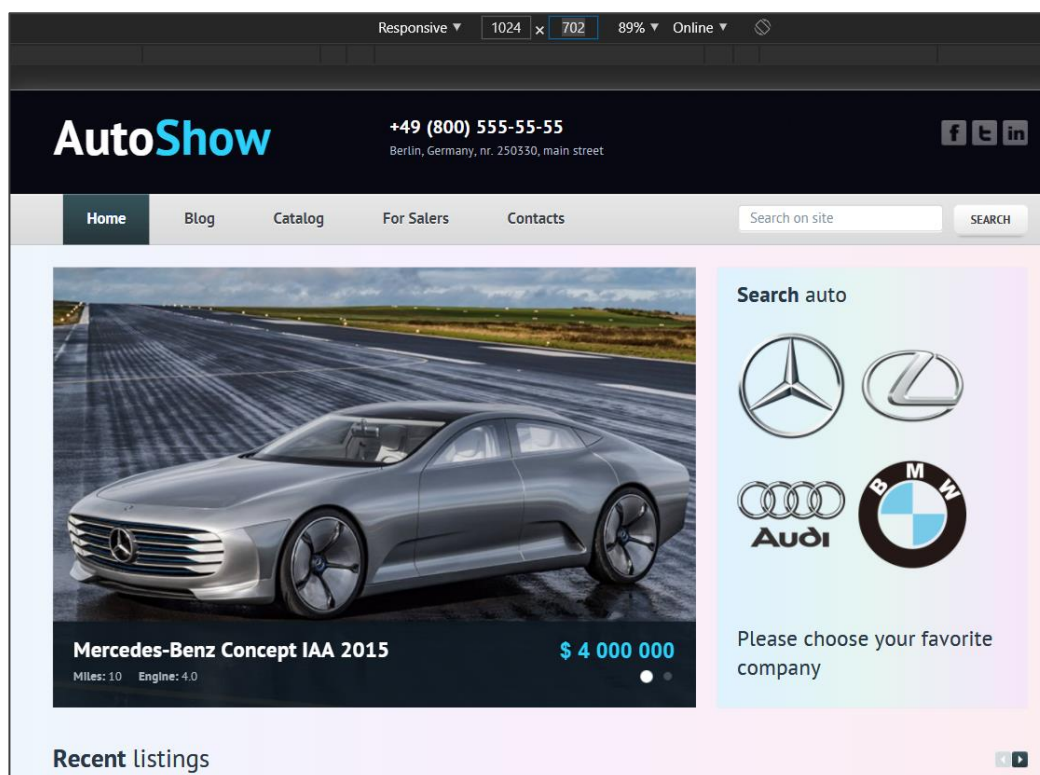 Responsive ▼ 1024 x 702 89% ▼ Online ▼
AutoShow
+49 (800) 555-55-55
Berlin, Germany, nr. 250330, main street
f t in
Home Blog Catalog For Salers Contacts
Search on site SEARCH
Search auto
BMW
Audi
Mercedes-Benz Concept IAA 2015
$ 4 000 000
Miles: 10 Engine: 4.0
Please choose your favorite
company
Recent listings